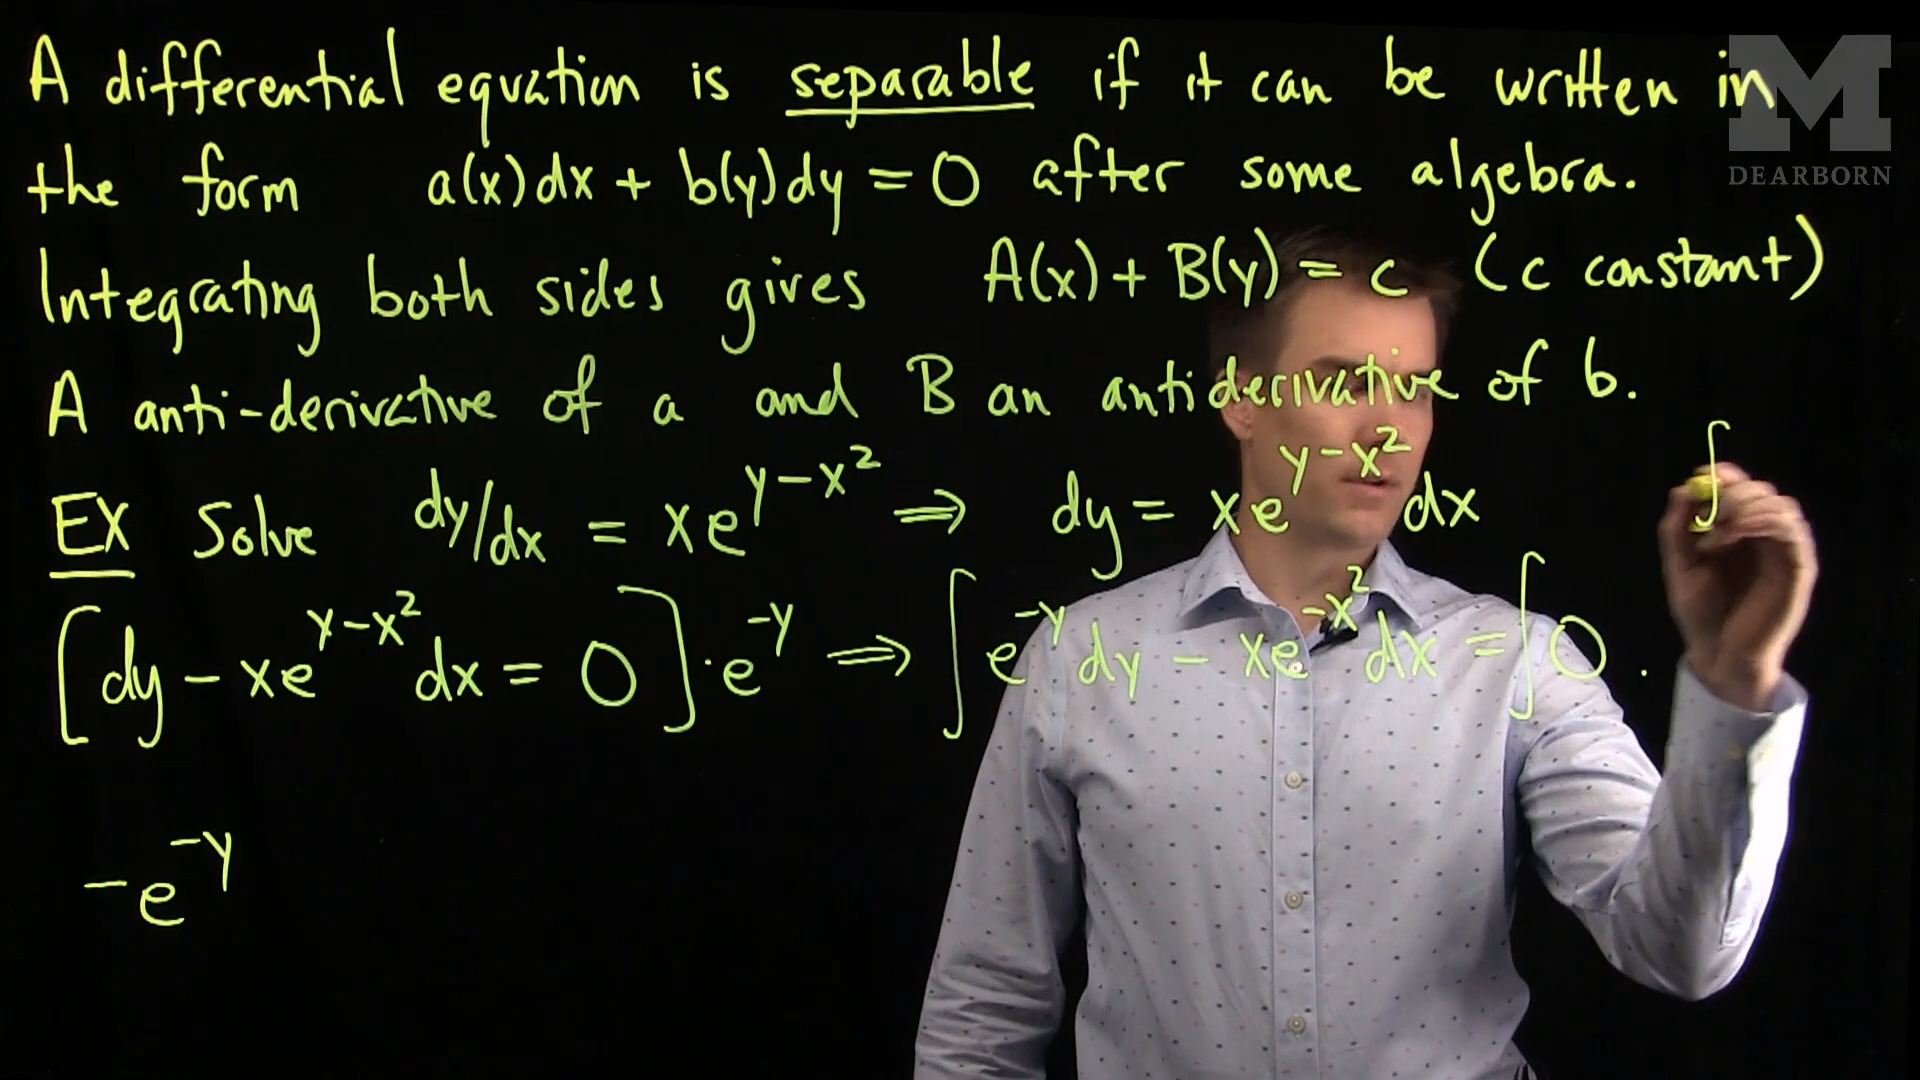 A differential equation is separable if it can be written in
the form a(x)dx + b(y)dy = 0 after some algebra.
Integrating both sides gives A(x) + B(y) = c (c constant)
A anti-derivative of a and B an antiderivative of b.
EX Solve dy/dx = xe^{y-x^2} ⇒ dy = xe^{y-x^2} dx ∫
[dy - xe^{y-x^2} dx = 0] · e^{-y} ⇒ ∫ e^{-y} dy - xe^{-x^2} dx = ∫ 0.
-e^{-y}
M
DEARBORN